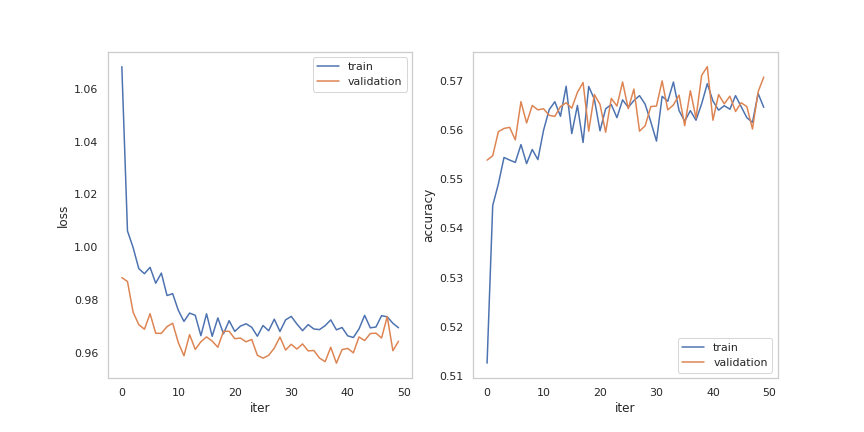 train
validation
loss
1.06
1.04
1.02
1.00
0.98
0.96
0 10 20 30 40 50
iter
accuracy
0.57
0.56
0.55
0.54
0.53
0.52
0.51
train
validation
0 10 20 30 40 50
iter